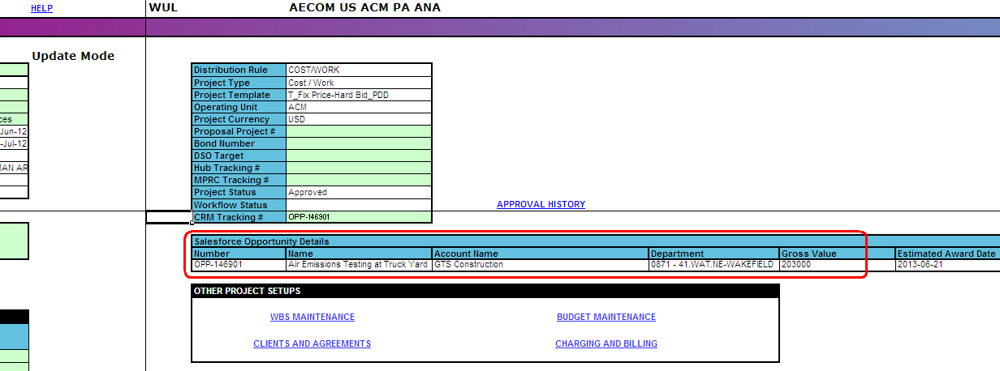 HELP WUL AECOM US ACM PA ANA
Update Mode
Distribution Rule COST/WORK
Project Type Cost / Work
Project Template T_Fix Price-Hard Bid_PDD
Operating Unit ACM
ces Project Currency USD
Jun-12 Proposal Project #
-Jul-12 Bond Number
DSO Target
MAN AR Hub Tracking #
MPRC Tracking #
Project Status Approved
Workflow Status APPROVAL HISTORY
CRM Tracking # OPP-146901
Salesforce Opportunity Details
Number Name Account Name Department Gross Value Estimated Award Date
OPP-146901 Air Emissions Testing at Truck Yard GTS Construction 0871 - 41.WAT.NE-WAKEFIELD 203000 2013-06-21
OTHER PROJECT SETUPS
WBS MAINTENANCE BUDGET MAINTENANCE
CLIENTS AND AGREEMENTS CHARGING AND BILLING